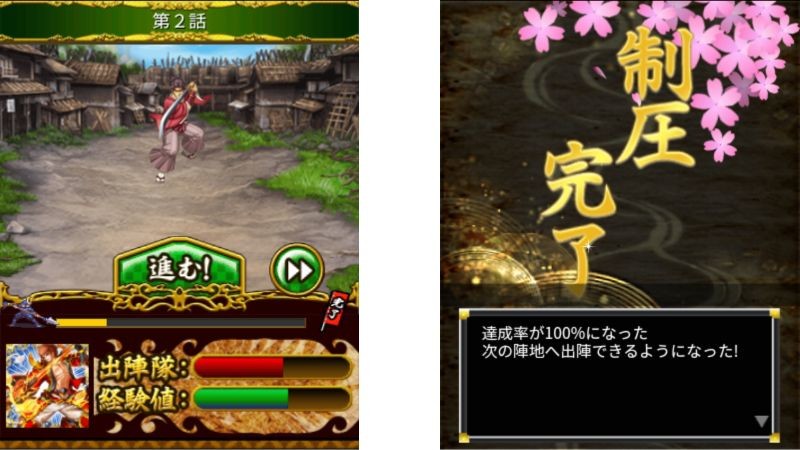 第2話
進む!
完了
出陣隊:
経験値:
制圧
完了
達成率が100%になった
次の陣地へ出陣できるようになった!